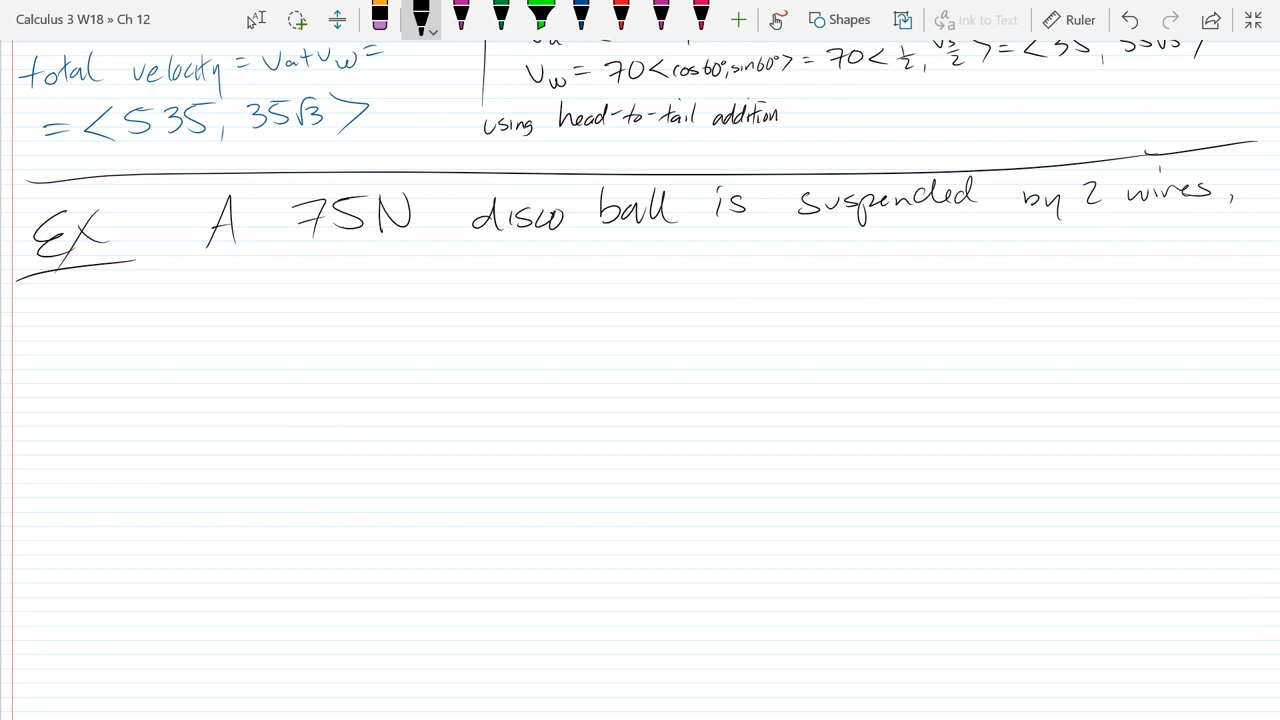 Calculus 3 W18 » Ch 12
Shapes
Ink to Text
Ruler
total velocity = Va+Vw =
= <535, 35√3>
Vw = 70<cos60°, sin60°> = 70<1/2, √3/2> = <35, 35√3>
using head-to-tail addition
EX A 75N disco ball is suspended by 2 wires,